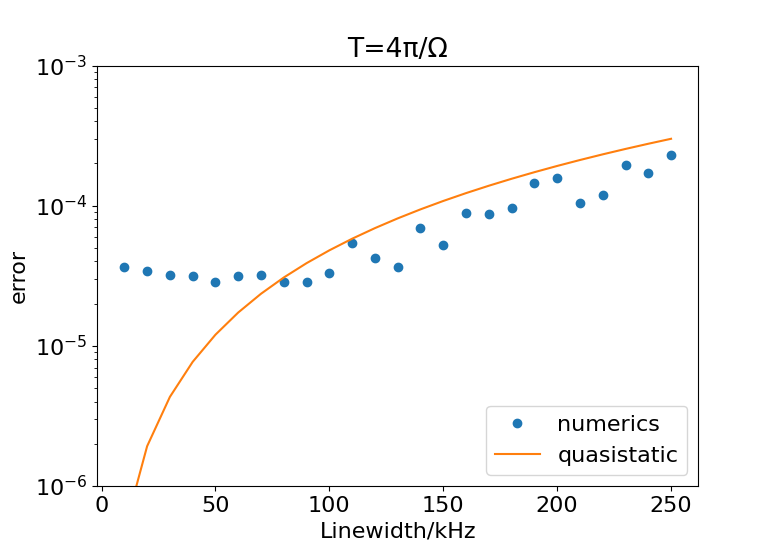 T=4π/Ω
10⁻³
10⁻⁴
10⁻⁵
10⁻⁶
error
0 50 100 150 200 250
Linewidth/kHz
numerics
quasistatic